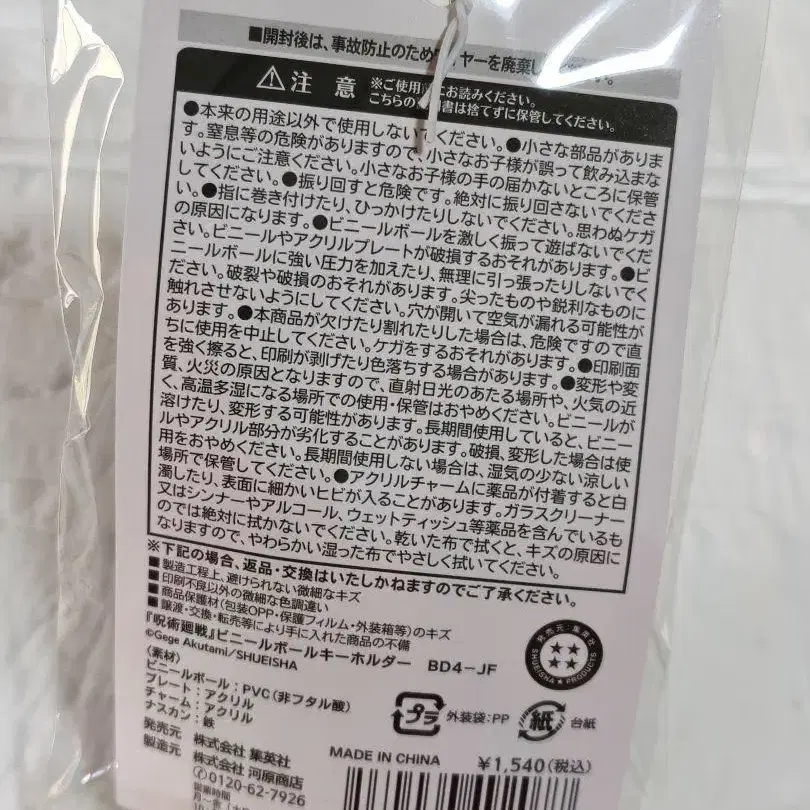 ■開封後は、事故防止のためワイヤーを廃棄し
⚠注 意 ※ご使用前にお読みください。
こちらの 書は捨てずに保管してください。
●本来の用途以外で使用しないでください。●小さな部品がありま
す。窒息等の危険がありますので、小さなお子様が誤って飲み込まな
いようにご注意ください。小さなお子様の手の届かないところに保管
してください。●振り回すと危険です。絶対に振り回さないでくださ
い。●指に巻き付けたり、ひっかけたりしないでください。思わぬケガ
の原因になります。●ビニールボールを激しく振って遊ばないでくだ
さい。ビニールやアクリルプレートが破損するおそれがあります。●ビ
ニールボールに強い圧力を加えたり、無理に引っ張ったりしないでく
ださい。破裂や破損のおそれがあります。尖ったものや鋭利なものに
触れさせないようにしてください。穴が開いて空気が漏れる可能性が
あります。●本商品が欠けたり割れたりした場合は、危険ですので直
ちに使用を中止してください。ケガをするおそれがあります。●印刷面
を強く擦ると、印刷が剥げたり色落ちする場合があります。●変形や変
質、火災の原因となりますので、直射日光のあたる場所や、火気の近
く、高温多湿になる場所での使用・保管はおやめください。ビニールが
溶けたり、変形する可能性があります。長期間使用していると、ビニー
ルやアクリル部分が劣化することがあります。破損、変形した場合は使
用をおやめください。長期間使用しない場合は、湿気の少ない涼しい
場所で保管してください。●アクリルチャームに薬品が付着すると白
濁したり、表面に細かいヒビが入ることがあります。ガラスクリーナー
又はシンナーやアルコール、ウェットティッシュ等薬品を含んでいるも
のでは絶対に拭かないでください。乾いた布で拭くと、キズの原因に
なりますので、やわらかい湿った布でやさしく拭いてください。
※下記の場合、返品・交換はいたしかねますのでご了承ください。
■製造工程上、避けられない微細なキズ
■印刷不良以外の微細な色調違い
■商品保護材(包装OPP・保護フィルム・外装箱等)のキズ
■譲渡・交換・転売等により手に入れた商品の不備
『呪術廻戦』ビニールボールキーホルダー BD4-JF
©Gege Akutami/SHUEISHA
発売元:集英社
SHUEISHA★PRODUCTS
(素材)
ビニールボール:PVC(非フタル酸)
プレート:アクリル
チャーム:アクリル
ナスカン:鉄
プラ 外装袋:PP 紙 台紙
発売元 株式会社 集英社
製造元 株式会社 河原商店
MADE IN CHINA ¥1,540(税込)
✆0120-62-7926
営業時間